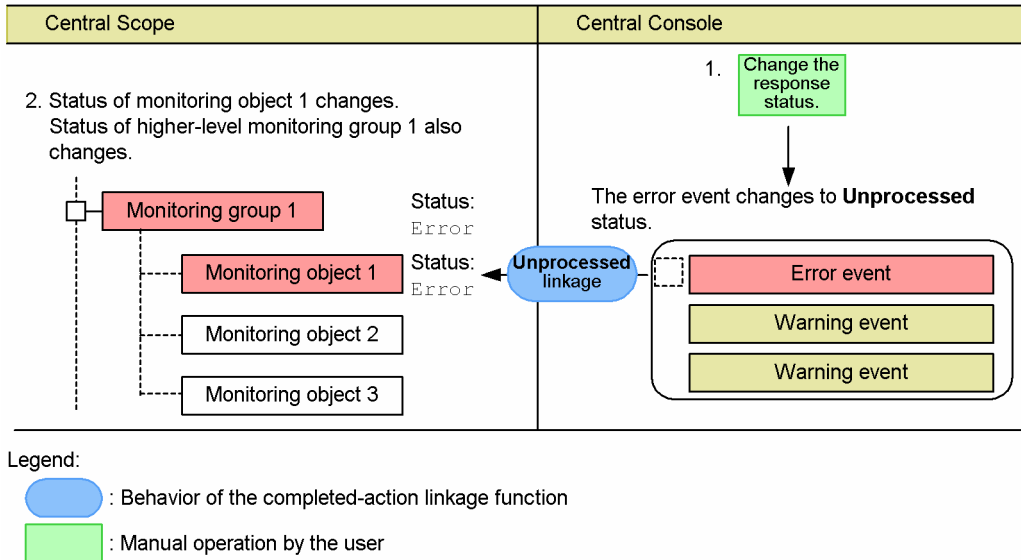 Central Scope
Central Console
1.
Change the
response
status.
2. Status of monitoring object 1 changes.
Status of higher-level monitoring group 1 also
changes.
The error event changes to Unprocessed
status.
Monitoring group 1
Status:
Error
Monitoring object 1
Status:
Error
Unprocessed
linkage
Error event
Monitoring object 2
Warning event
Monitoring object 3
Warning event
Legend:
: Behavior of the completed-action linkage function
: Manual operation by the user